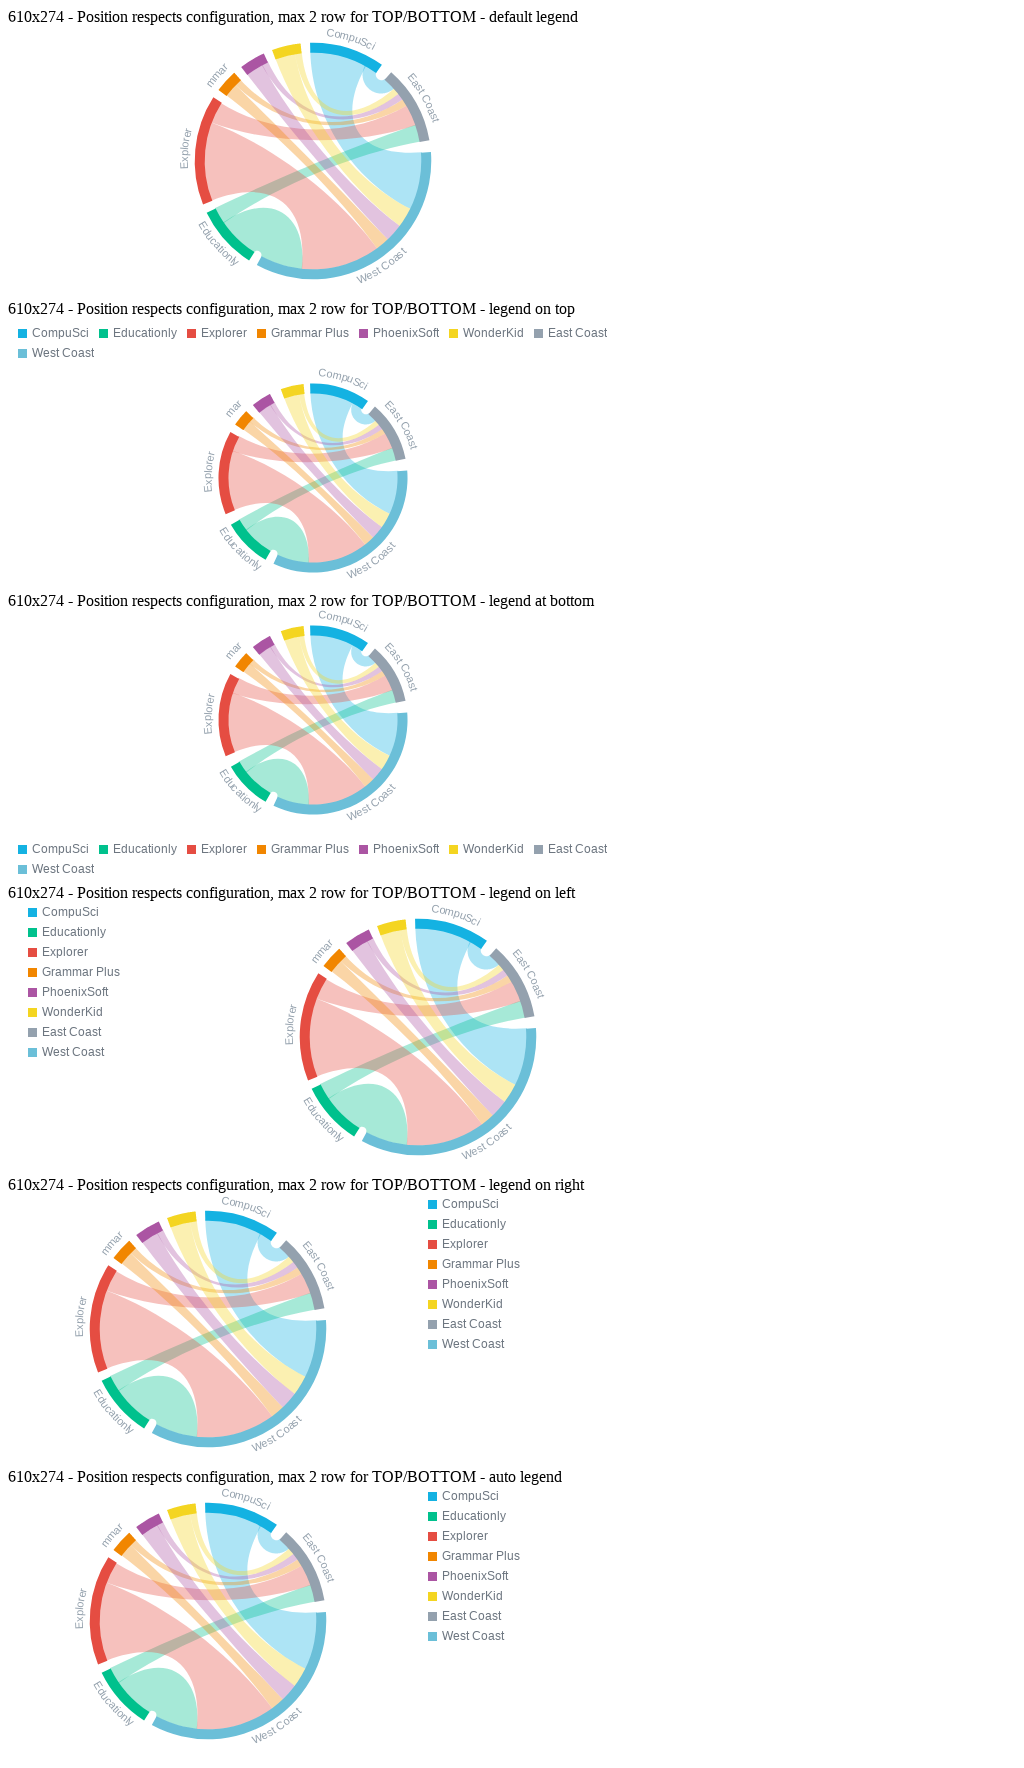 610x274 - Position respects configuration, max 2 row for TOP/BOTTOM - default legend
CompuSci
East Coast
mmar
Explorer
Educationly
West Coast
610x274 - Position respects configuration, max 2 row for TOP/BOTTOM - legend on top
CompuSci Educationly Explorer Grammar Plus PhoenixSoft WonderKid East Coast
West Coast
CompuSci
East Coast
mar
Explorer
Educationly
West Coast
610x274 - Position respects configuration, max 2 row for TOP/BOTTOM - legend at bottom
CompuSci
East Coast
mar
Explorer
Educationly
West Coast
CompuSci Educationly Explorer Grammar Plus PhoenixSoft WonderKid East Coast
West Coast
610x274 - Position respects configuration, max 2 row for TOP/BOTTOM - legend on left
CompuSci
Educationly
Explorer
Grammar Plus
PhoenixSoft
WonderKid
East Coast
West Coast
CompuSci
East Coast
mmar
Explorer
Educationly
West Coast
610x274 - Position respects configuration, max 2 row for TOP/BOTTOM - legend on right
CompuSci
East Coast
mmar
Explorer
Educationly
West Coast
CompuSci
Educationly
Explorer
Grammar Plus
PhoenixSoft
WonderKid
East Coast
West Coast
610x274 - Position respects configuration, max 2 row for TOP/BOTTOM - auto legend
CompuSci
East Coast
mmar
Explorer
Educationly
West Coast
CompuSci
Educationly
Explorer
Grammar Plus
PhoenixSoft
WonderKid
East Coast
West Coast